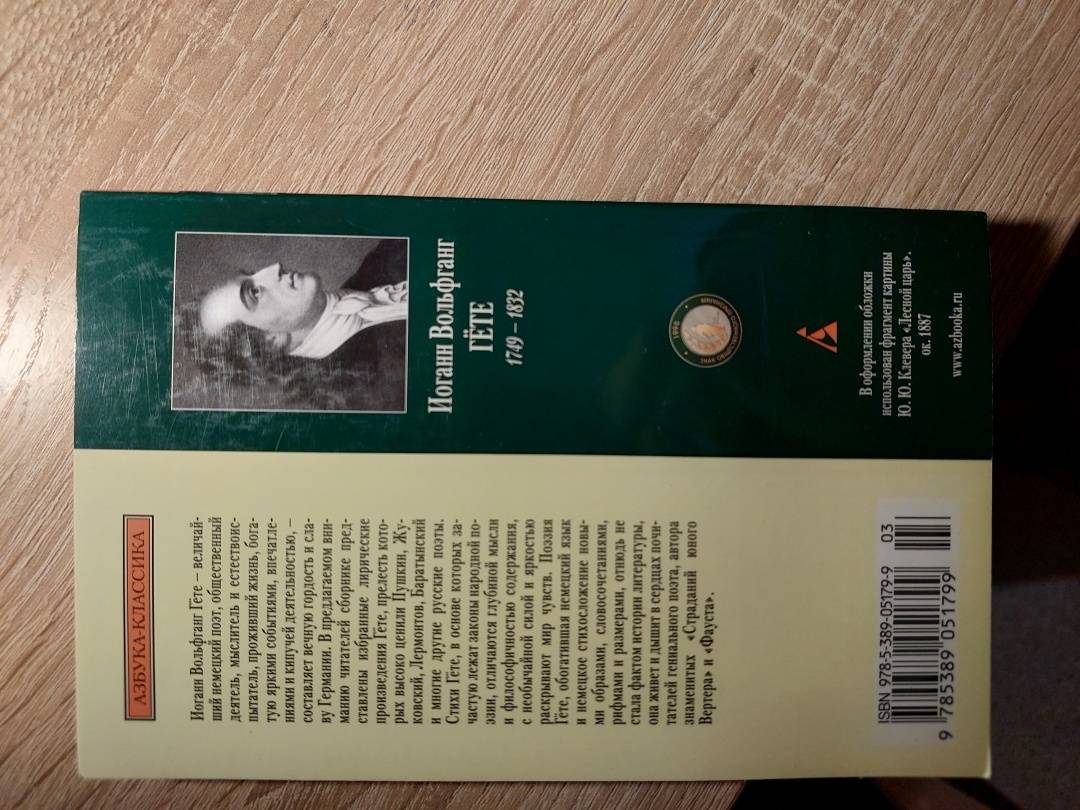 АЗБУКА-КЛАССИКА
Иоганн Вольфганг Гёте – величай-
ший немецкий поэт, общественный
деятель, мыслитель и естествоис-
пытатель, проживший жизнь, бога-
тую яркими событиями, впечатле-
ниями и кипучей деятельностью, –
составляет вечную гордость и сла-
ву Германии. В предлагаемом вни-
манию читателей сборнике пред-
ставлены избранные лирические
произведения Гете, прелесть кото-
рых высоко ценили Пушкин, Жу-
ковский, Лермонтов, Баратынский
и многие другие русские поэты.
Стихи Гёте, в основе которых за-
частую лежат законы народной по-
эзии, отличаются глубиной мысли
и философичностью содержания,
с необычайной силой и яркостью
раскрывают мир чувств. Поэзия
Гёте, обогатившая немецкий язык
и немецкое стихосложение новы-
ми образами, словосочетаниями,
рифмами и размерами, отнюдь не
стала фактом истории литературы,
она живет и дышит в сердцах почи-
тателей гениального поэта, автора
знаменитых «Страданий юного
Вертера» и «Фауста».
ISBN 978-5-389-05179-9
03
9 785389 051799
Иоганн Вольфганг
ГЁТЕ
1749 – 1832
1998
ЗНАК
В оформлении обложки
использован фрагмент картины
Ю. Ю. Клевера «Лесной царь».
ок. 1887
www.azbooka.ru